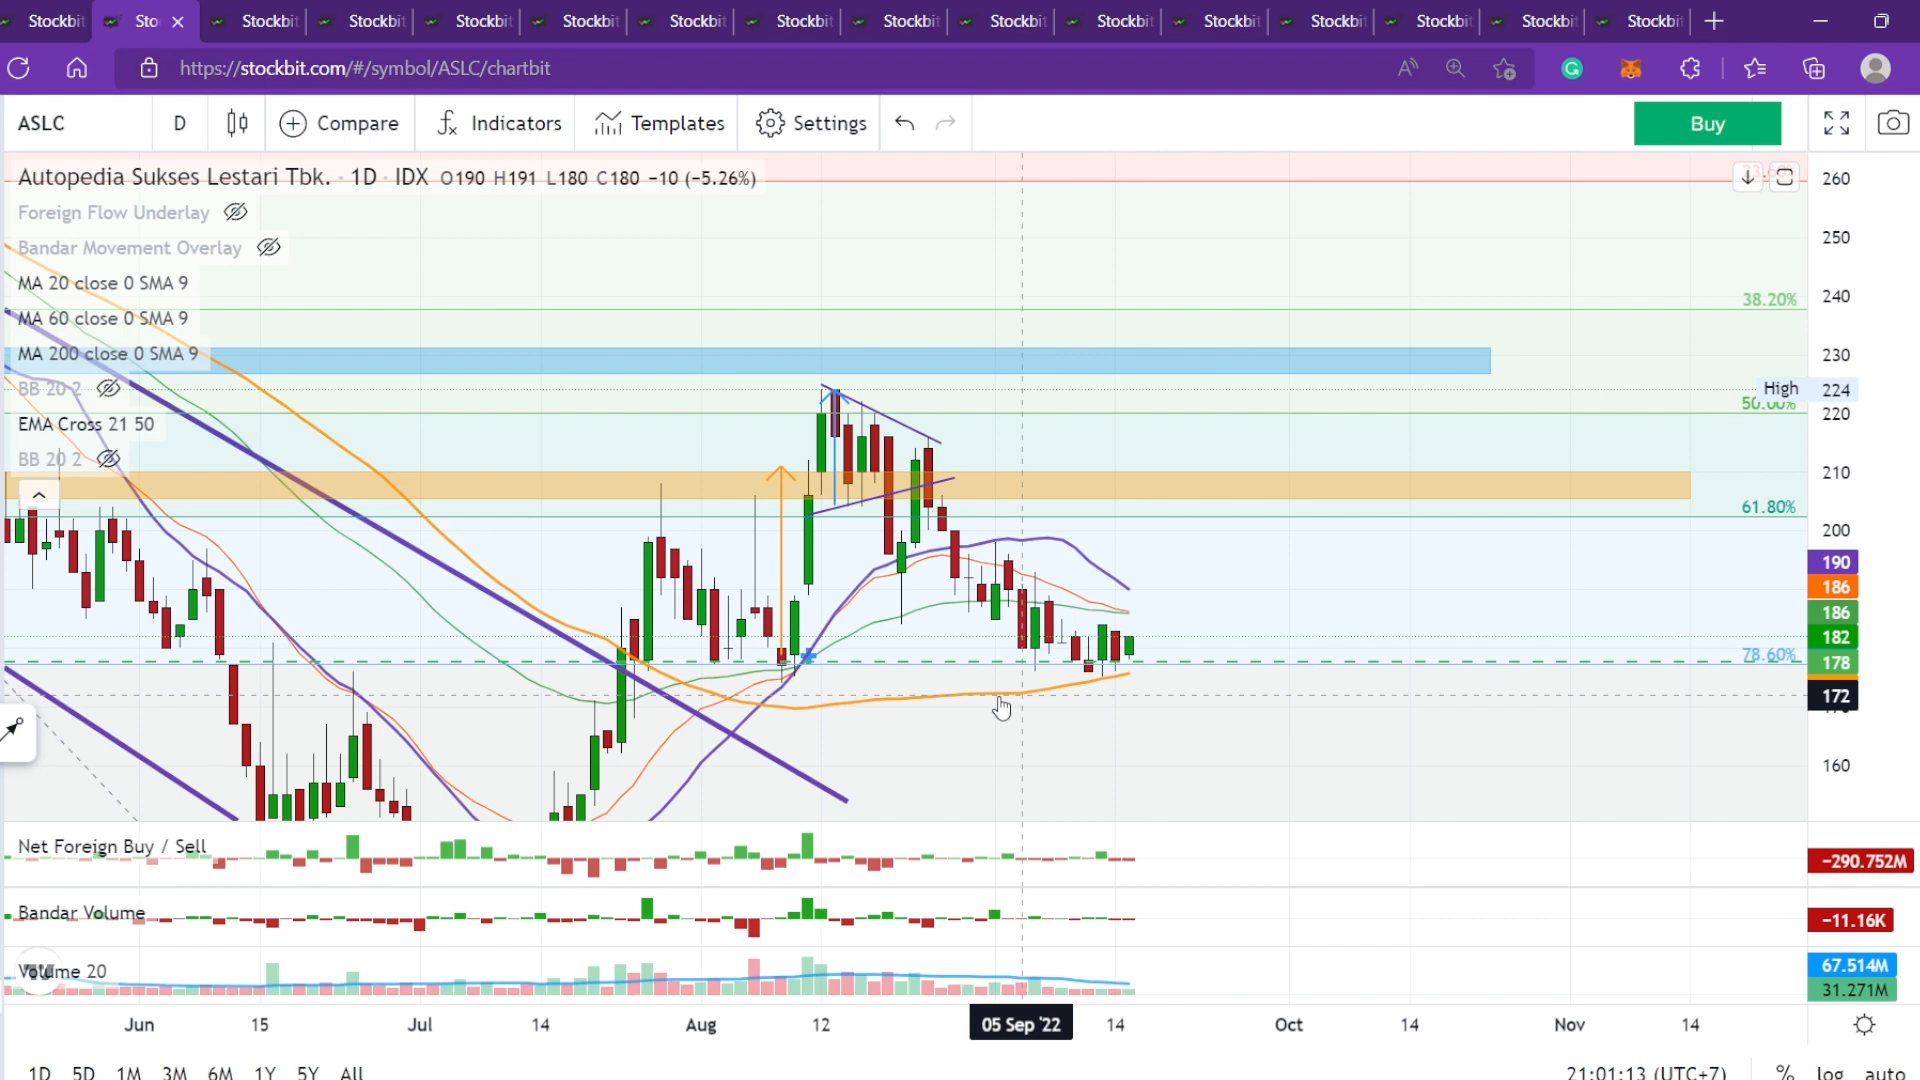 Stockbit Sto Stockbit Stockbit Stockbit Stockbit Stockbit Stockbit Stockbit Stockbit Stockbit Stockbit Stockbit Stockbit Stockbit Stockbit
https://stockbit.com/#/symbol/ASLC/chartbit
ASLC D Compare Indicators Templates Settings Buy
Autopedia Sukses Lestari Tbk. · 1D · IDX O190 H191 L180 C180 −10 (−5.26%)
Foreign Flow Underlay
Bandar Movement Overlay
MA 20 close 0 SMA 9
MA 60 close 0 SMA 9
MA 200 close 0 SMA 9
BB 20 2
EMA Cross 21 50
BB 20 2
260
250
38.20%
240
230
High 224
50.00%
220
210
61.80%
200
190
186
186
182
78.60%
178
172
170
160
Net Foreign Buy / Sell
−290.752M
Bandar Volume
−11.16K
Volume 20
67.514M
31.271M
Jun 15 Jul 14 Aug 12 05 Sep '22 14 Oct 14 Nov 14
1D 5D 1M 3M 6M 1Y 5Y All 21:01:13 (UTC+7) % log auto